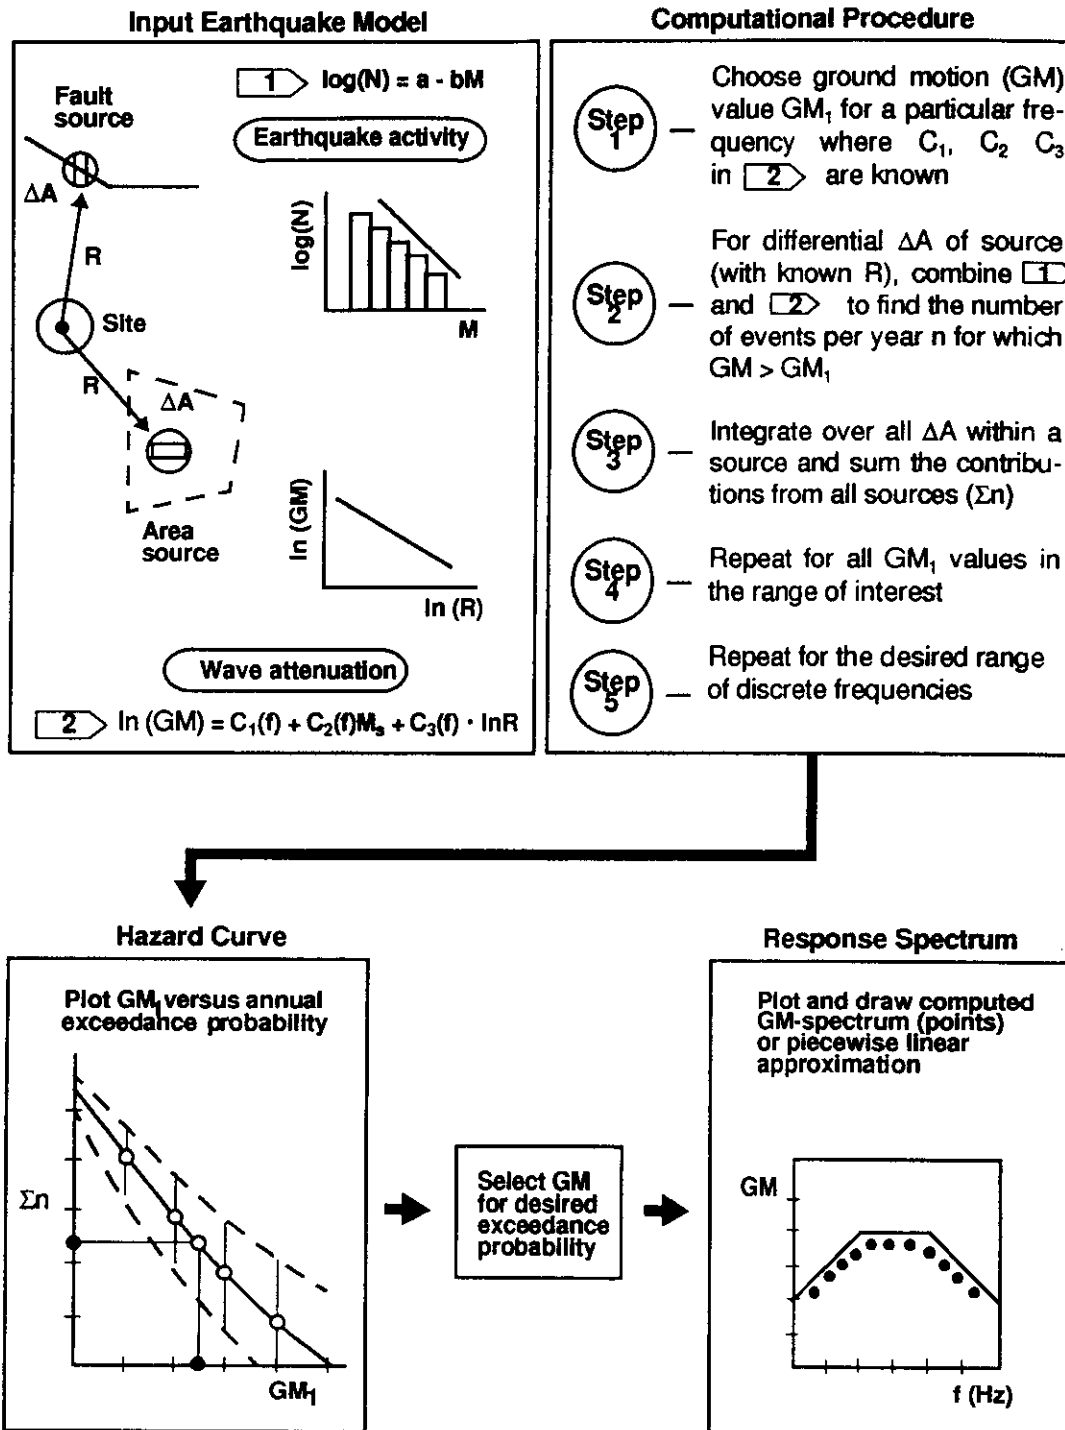 Input Earthquake Model
1 log(N) = a - bM
Fault
source
Earthquake activity
ΔA
R
log(N)
M
Site
R
ΔA
Area
source
ln (GM)
ln (R)
Wave attenuation
2 ln (GM) = C₁(f) + C₂(f)Mₛ + C₃(f) · lnR
Computational Procedure
Step
1
Choose ground motion (GM)
value GM₁ for a particular fre-
quency where C₁, C₂ C₃
in 2 are known
Step
2
For differential ΔA of source
(with known R), combine 1
and 2 to find the number
of events per year n for which
GM > GM₁
Step
3
Integrate over all ΔA within a
source and sum the contribu-
tions from all sources (Σn)
Step
4
Repeat for all GM₁ values in
the range of interest
Step
5
Repeat for the desired range
of discrete frequencies
Hazard Curve
Plot GM₁ versus annual
exceedance probability
Σn
GM₁
Select GM
for desired
exceedance
probability
Response Spectrum
Plot and draw computed
GM-spectrum (points)
or piecewise linear
approximation
GM
f (Hz)